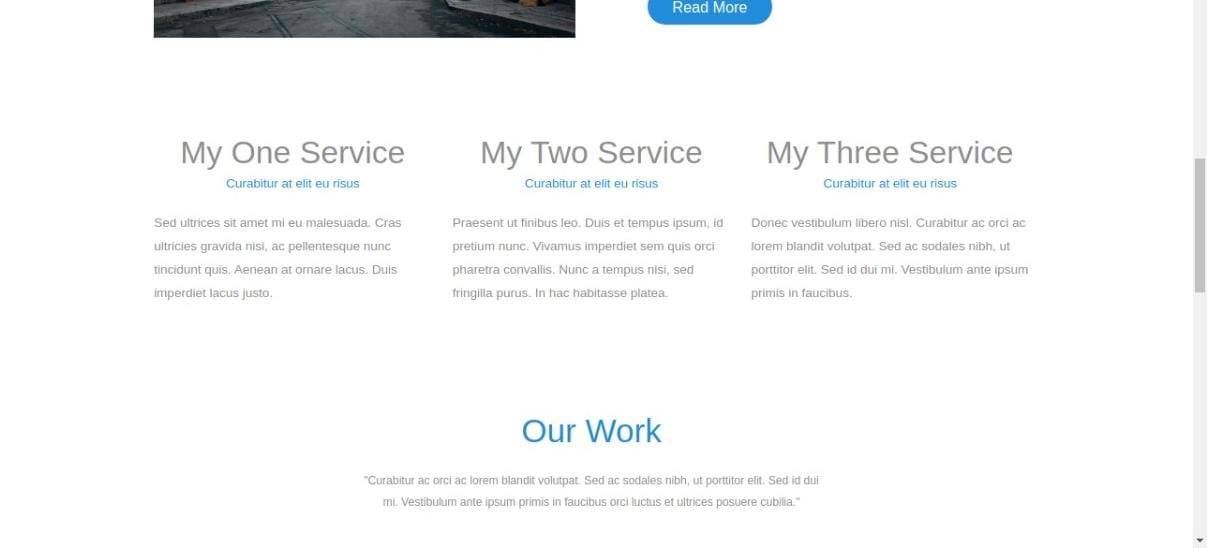 Read More
My One Service
Curabitur at elit eu risus
Sed ultrices sit amet mi eu malesuada. Cras
ultricies gravida nisi, ac pellentesque nunc
tincidunt quis. Aenean at ornare lacus. Duis
imperdiet lacus justo.
My Two Service
Curabitur at elit eu risus
Praesent ut finibus leo. Duis et tempus ipsum, id
pretium nunc. Vivamus imperdiet sem quis orci
pharetra convallis. Nunc a tempus nisi, sed
fringilla purus. In hac habitasse platea.
My Three Service
Curabitur at elit eu risus
Donec vestibulum libero nisl. Curabitur ac orci ac
lorem blandit volutpat. Sed ac sodales nibh, ut
porttitor elit. Sed id dui mi. Vestibulum ante ipsum
primis in faucibus.
Our Work
"Curabitur ac orci ac lorem blandit volutpat. Sed ac sodales nibh, ut porttitor elit. Sed id dui
mi. Vestibulum ante ipsum primis in faucibus orci luctus et ultrices posuere cubilia."